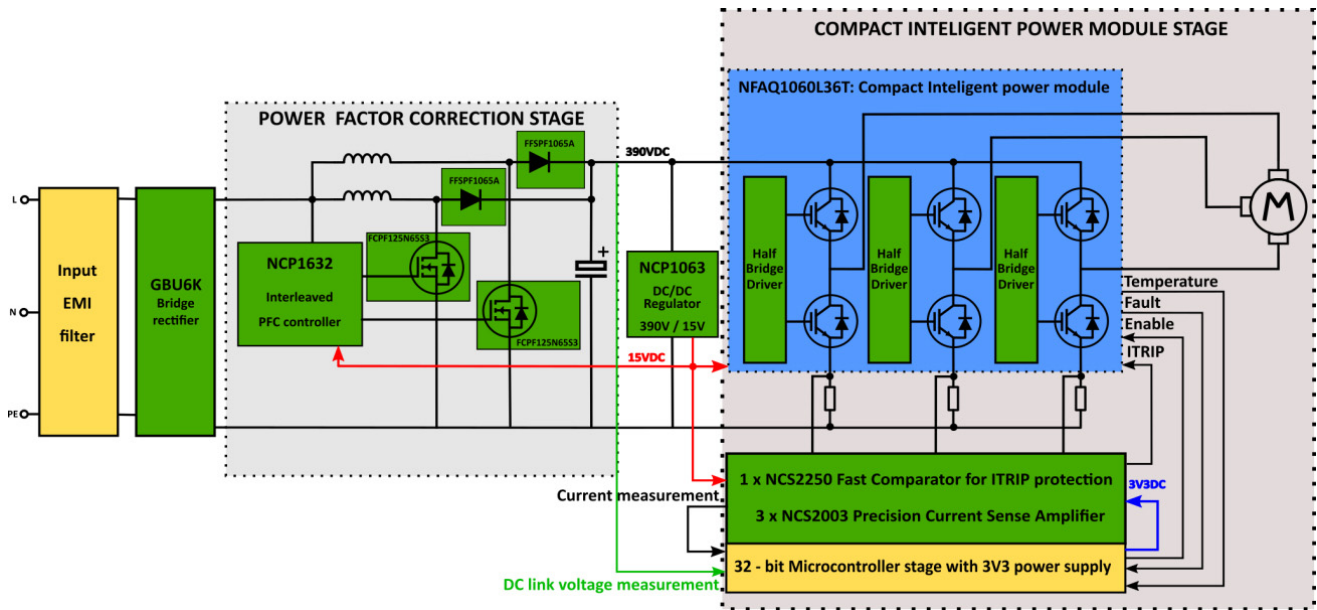 COMPACT INTELIGENT POWER MODULE STAGE
NFAQ1060L36T: Compact Inteligent power module
POWER FACTOR CORRECTION STAGE
FFSPF1065A
390VDC
FFSPF1065A
L
N
PE
Input
EMI
filter
GBU6K
Bridge
rectifier
FCPF125N65S3
NCP1632
Interleaved
PFC controller
FCPF125N65S3
+
NCP1063
DC/DC
Regulator
390V / 15V
15VDC
Half
Bridge
Driver
Half
Bridge
Driver
Half
Bridge
Driver
M
Temperature
Fault
Enable
ITRIP
1 x NCS2250 Fast Comparator for ITRIP protection
3 x NCS2003 Precision Current Sense Amplifier
3V3DC
Current measurement
32 - bit Microcontroller stage with 3V3 power supply
DC link voltage measurement